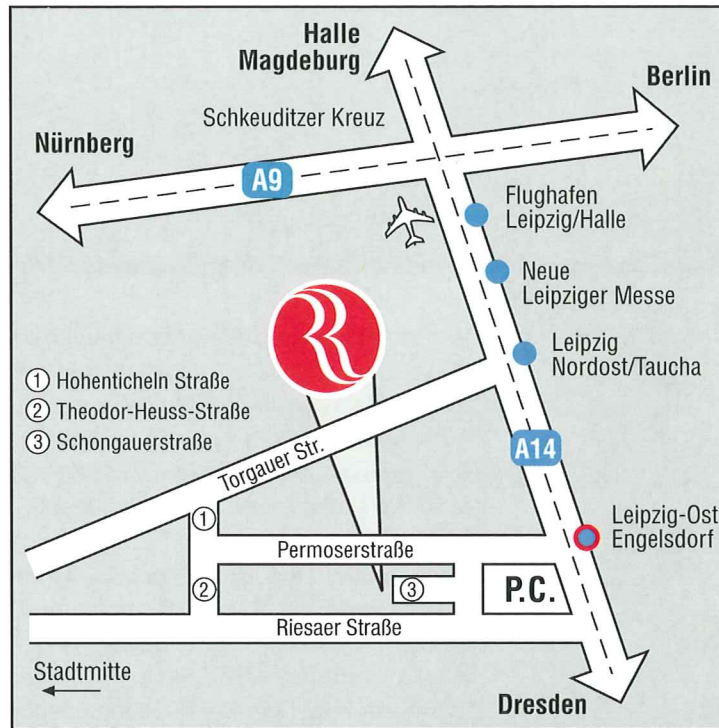 Halle
Magdeburg
Berlin
Schkeuditzer Kreuz
Nürnberg
A9
Flughafen
Leipzig/Halle
Neue
Leipziger Messe
Leipzig
Nordost/Taucha
① Hohenticheln Straße
② Theodor-Heuss-Straße
③ Schongauerstraße
Torgauer Str.
A14
①
Leipzig-Ost
Engelsdorf
Permoserstraße
②
③
P.C.
Riesaer Straße
Stadtmitte
Dresden